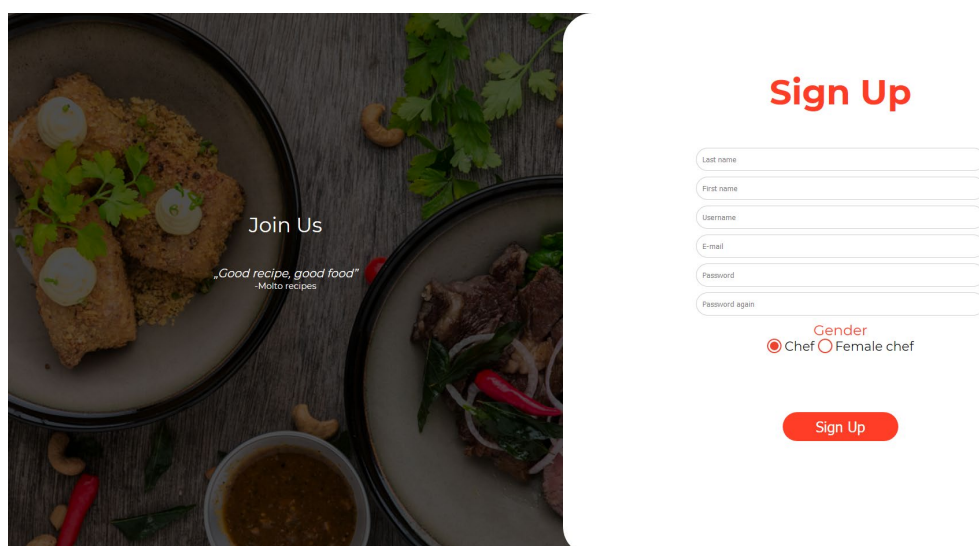 Join Us
„Good recipe, good food”
-Molto recipes
Sign Up
Last name
First name
Username
E-mail
Password
Password again
Gender
Chef Female chef
Sign Up